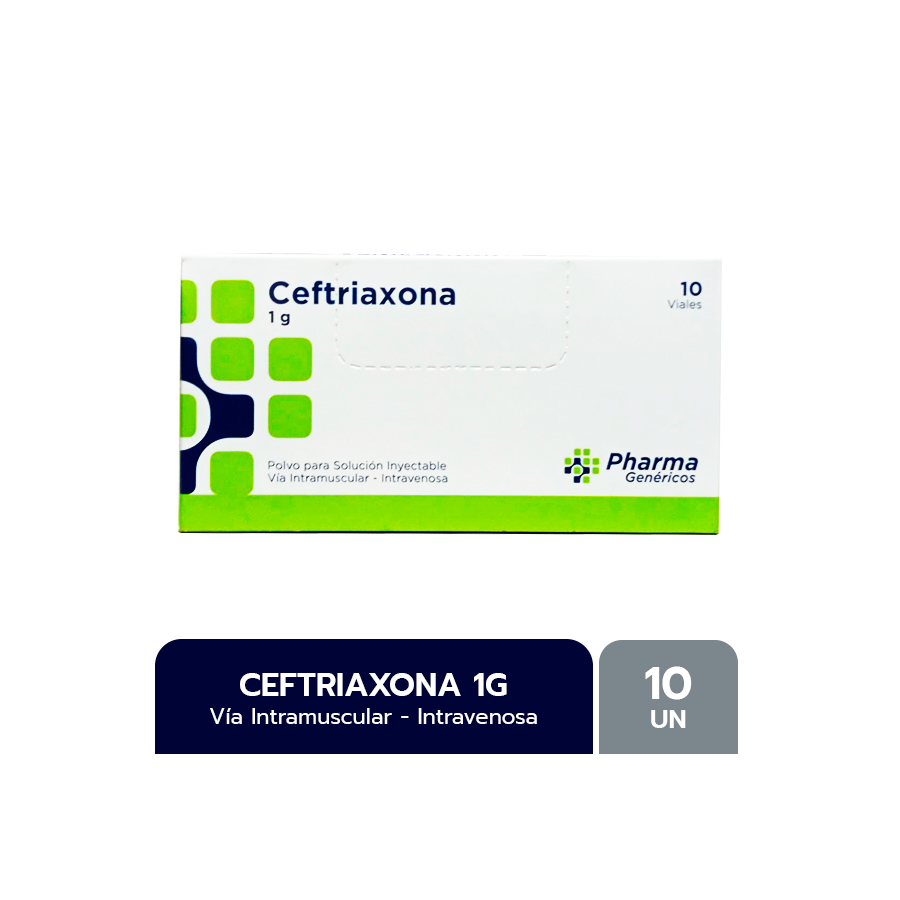 Ceftriaxona
1 g
10
Viales
Polvo para Solución Inyectable
Vía Intramuscular - Intravenosa
Pharma
Genéricos
CEFTRIAXONA 1G
Vía Intramuscular - Intravenosa
10
UN